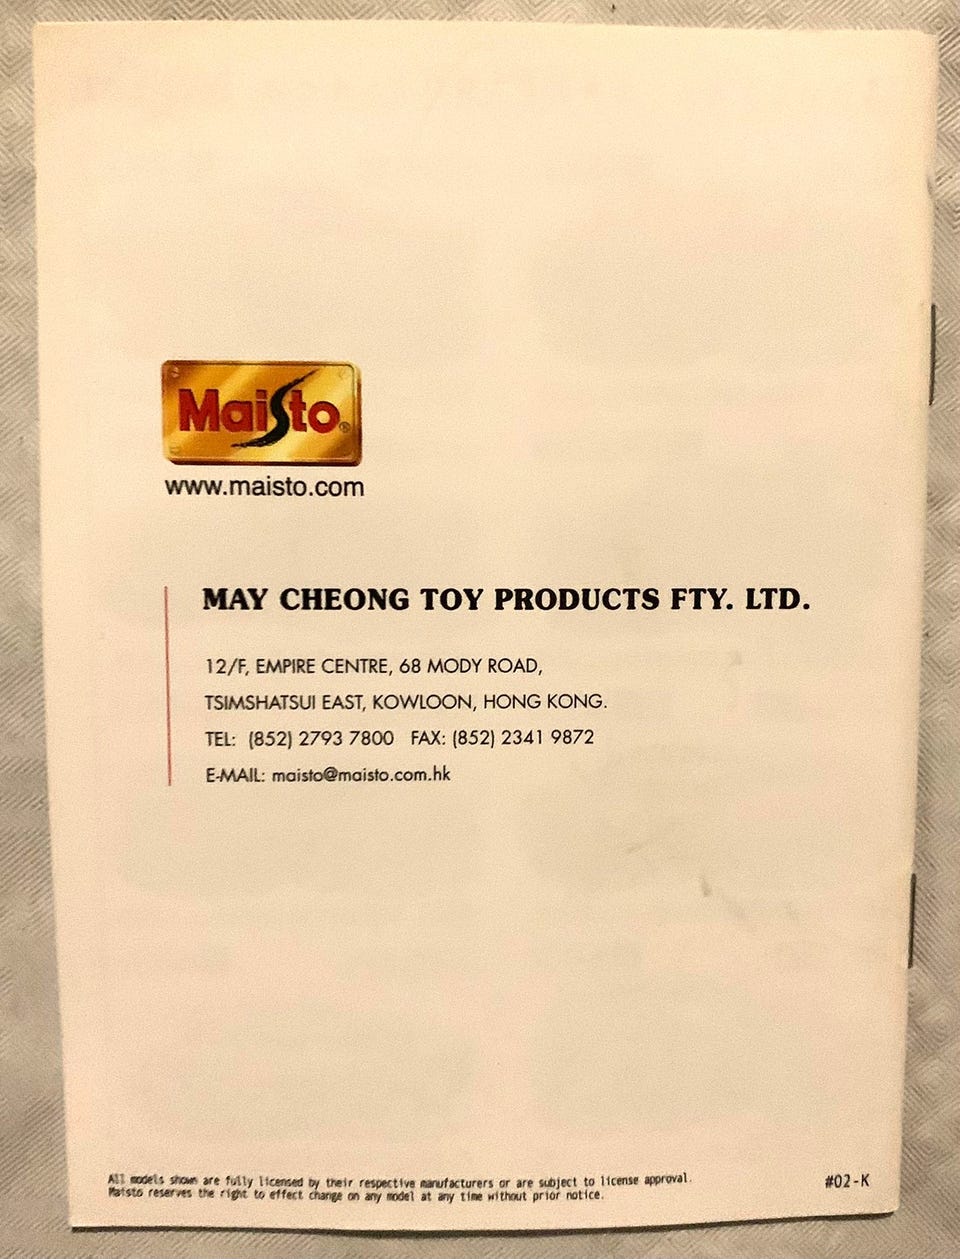 Maisto®
www.maisto.com
MAY CHEONG TOY PRODUCTS FTY. LTD.
12/F, EMPIRE CENTRE, 68 MODY ROAD,
TSIMSHATSUI EAST, KOWLOON, HONG KONG.
TEL: (852) 2793 7800 FAX: (852) 2341 9872
E-MAIL: maisto@maisto.com.hk
All models shown are fully licensed by their respective manufacturers or are subject to license approval.
Maisto reserves the right to effect change on any model at any time without prior notice.
#02-K